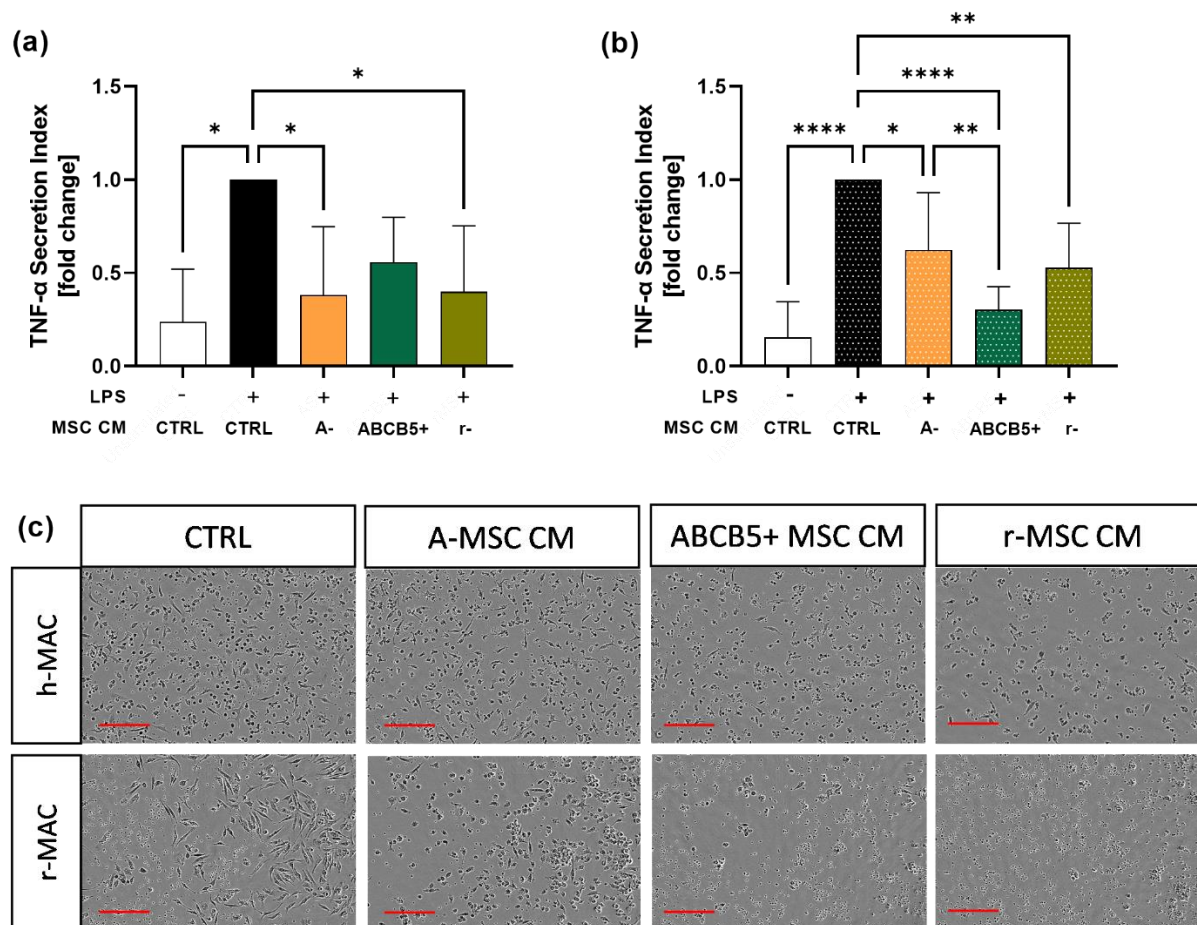 (a)
*
* *
TNF-α Secretion Index
[fold change]
1.5
1.0
0.5
0.0
LPS - + + + +
MSC CM CTRL CTRL A- ABCB5+ r-
(b)
**
****
**** * **
TNF-α Secretion Index
[fold change]
1.5
1.0
0.5
0.0
LPS - + + + +
MSC CM CTRL CTRL A- ABCB5+ r-
(c)
CTRL A-MSC CM ABCB5+ MSC CM r-MSC CM
h-MAC
r-MAC